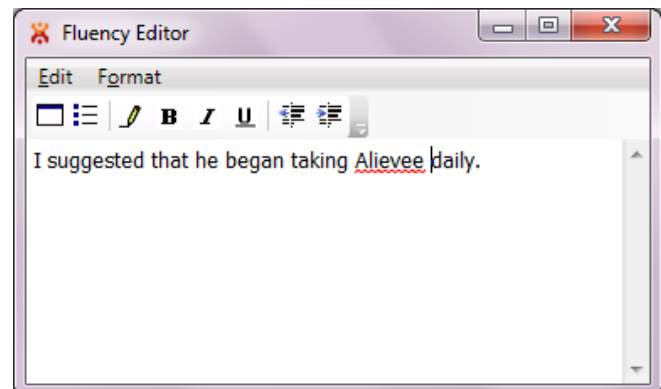 Fluency Editor
Edit Format
B I U
I suggested that he began taking Alievee daily.